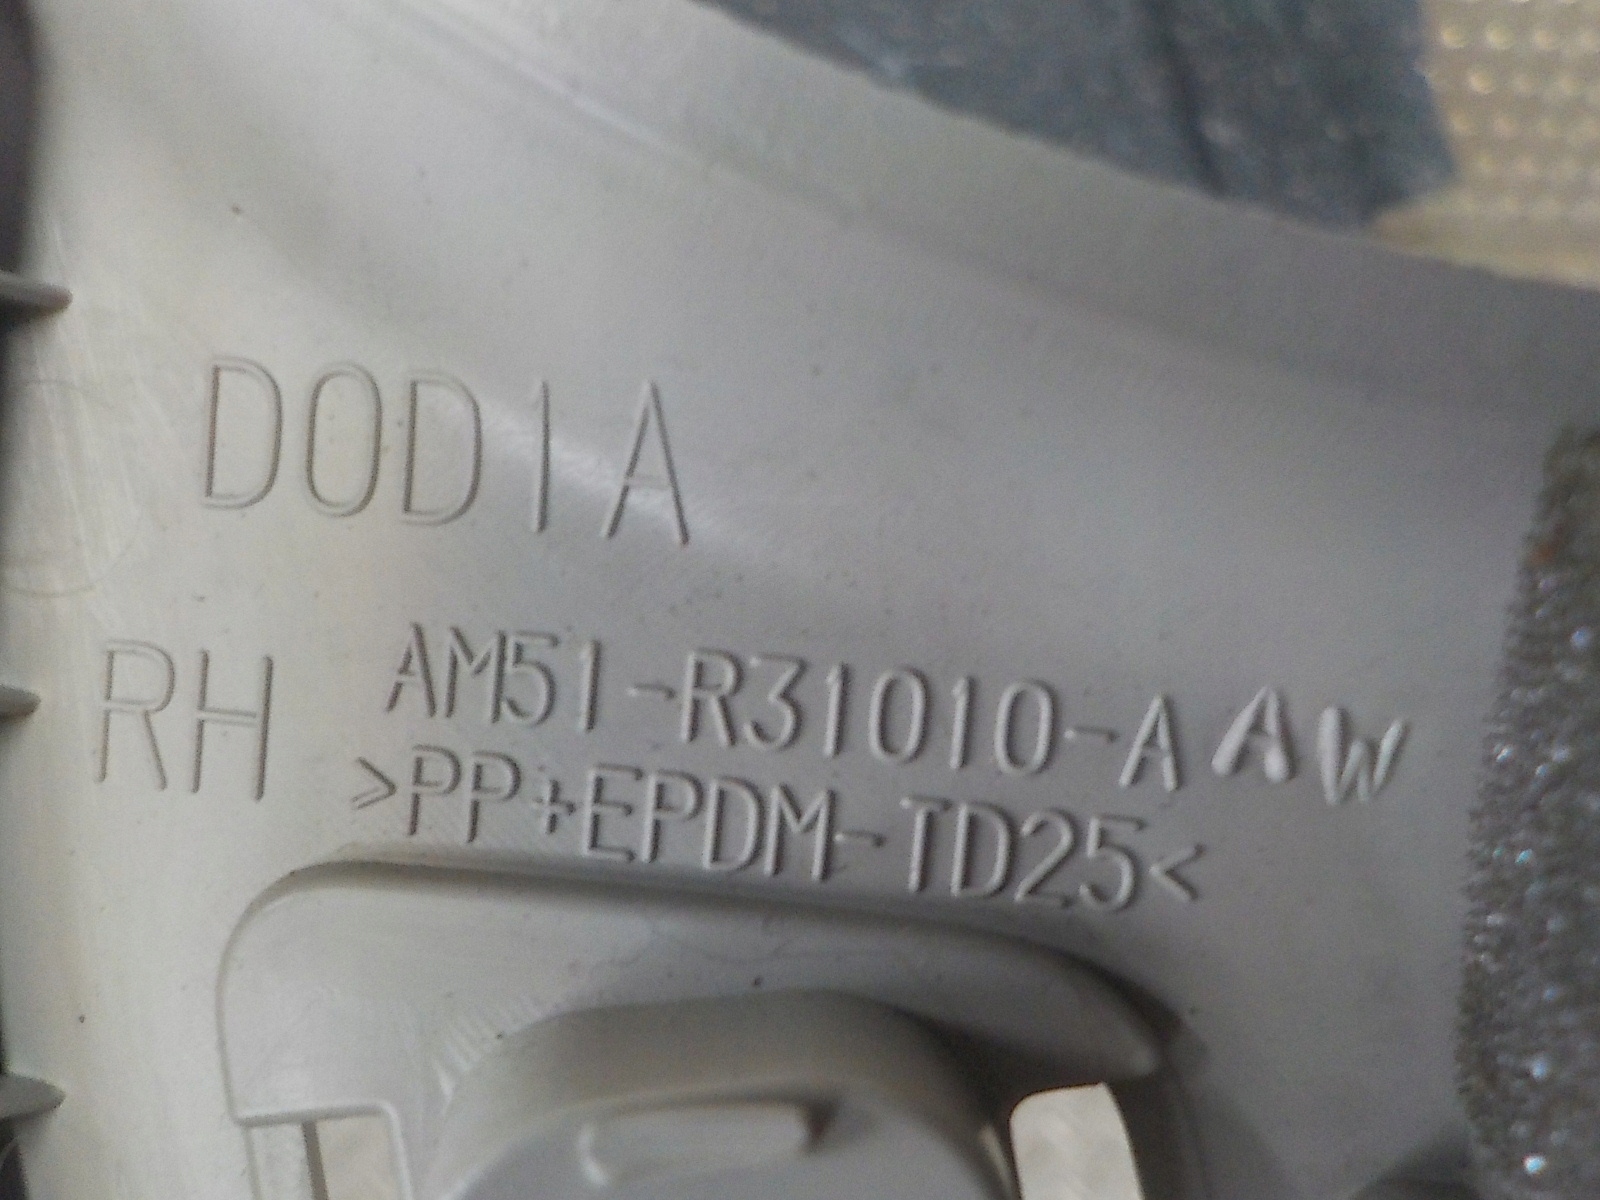 DOD1A
RH AM51-R31010-AAW
>PP+EPDM-TD25<